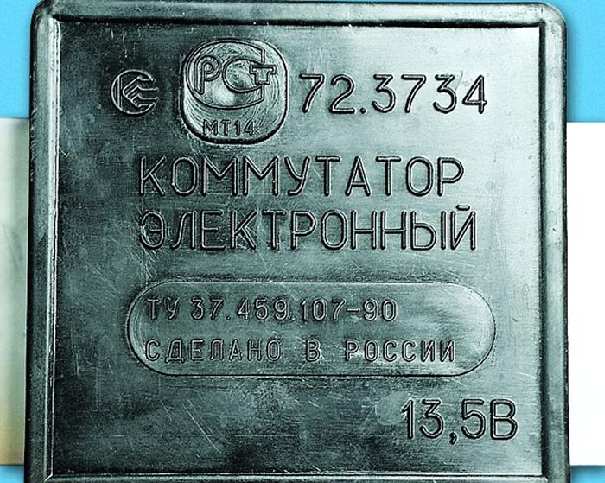 РСТ 72.3734
МТ14
КОММУТАТОР
ЭЛЕКТРОННЫЙ
ТУ 37.459.107-90
СДЕЛАНО В РОССИИ
13,5В